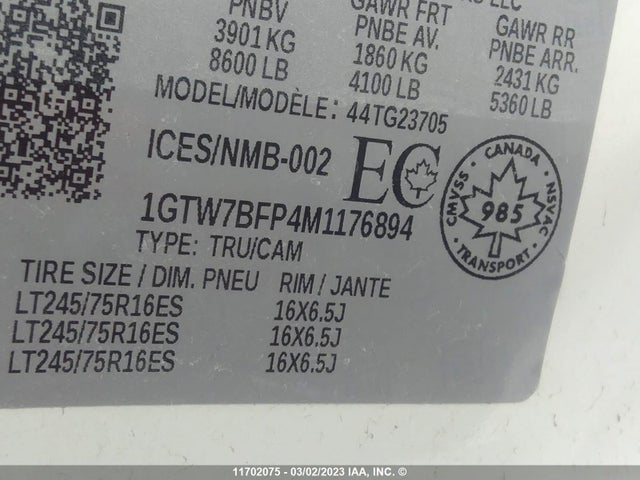 PNBV GAWR FRT GAWR RR
3901 KG PNBE AV. PNBE ARR.
8600 LB 1860 KG 2431 KG
4100 LB 5360 LB
MODEL/MODÈLE: 44TG23705
ICES/NMB-002 EC
CANADA CMVSS NSVAC 985 TRANSPORT
1GTW7BFP4M1176894
TYPE: TRU/CAM
TIRE SIZE / DIM. PNEU RIM / JANTE
LT245/75R16ES 16X6.5J
LT245/75R16ES 16X6.5J
LT245/75R16ES 16X6.5J
11702075 - 03/02/2023 IAA, INC. ©